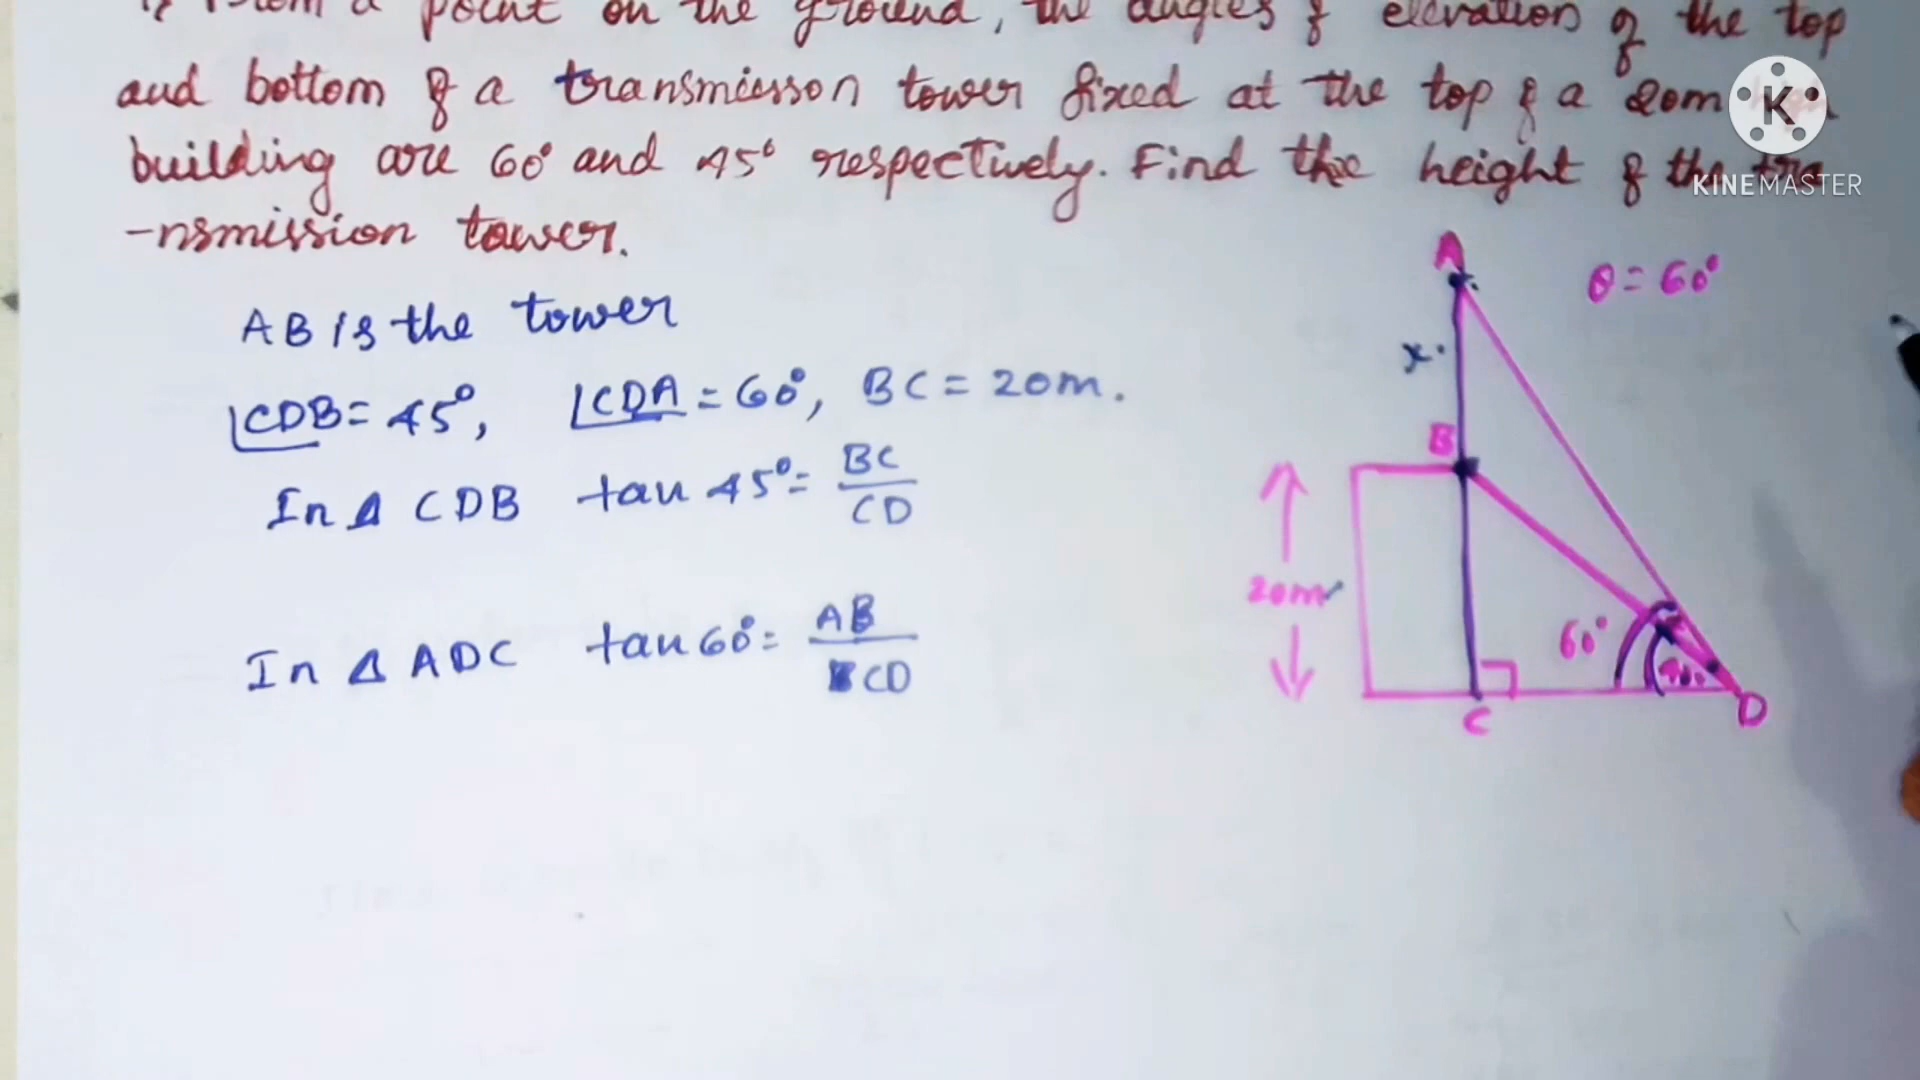 from a point on the ground, the angles of elevation of the top
and bottom of a transmicsson tower fixed at the top of a 20m
building are 60° and 45° respectively. Find the height of the tra
-nsmission tower.
AB is the tower
∠CDB = 45°, ∠CDA = 60°, BC = 20m.
In Δ CDB tan 45° = BC/CD
In Δ ADC tan 60° = AB/CD
A
θ = 60°
x
B
20m
60°
C
D
K
KINEMASTER